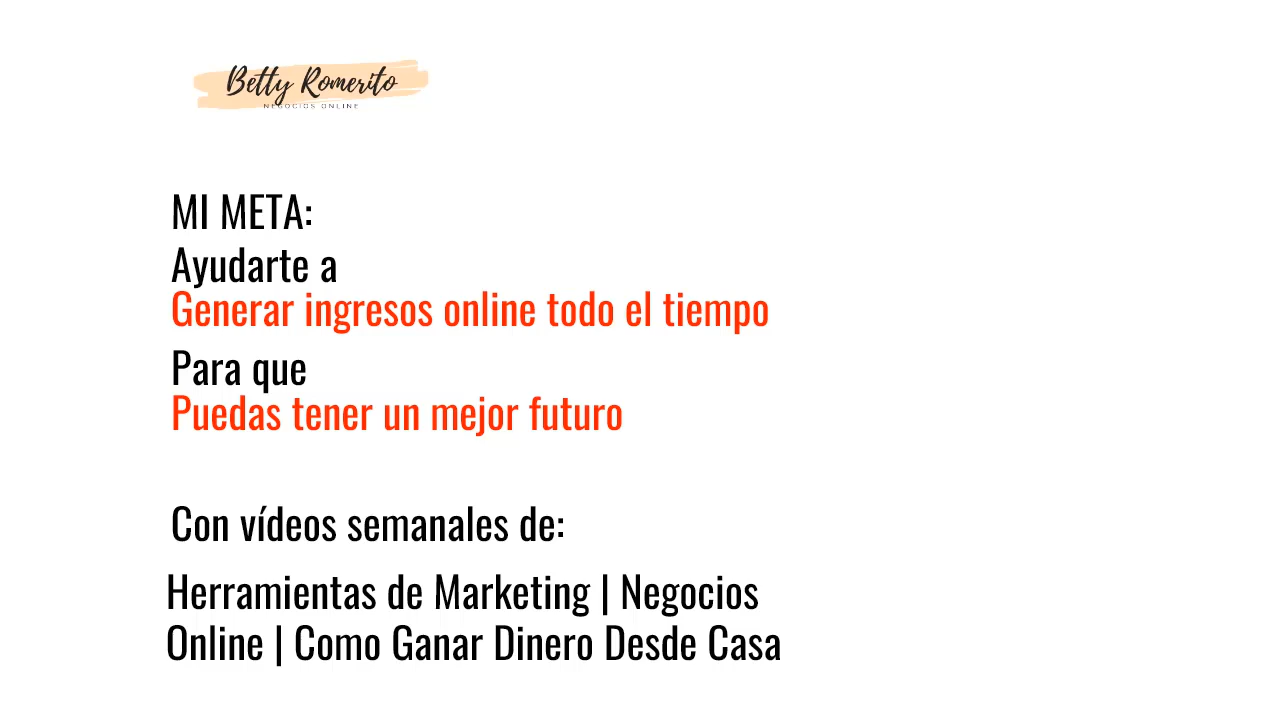 Betty Romerito
NEGOCIOS ONLINE
MI META:
Ayudarte a
Generar ingresos online todo el tiempo
Para que
Puedas tener un mejor futuro
Con vídeos semanales de:
Herramientas de Marketing | Negocios
Online | Como Ganar Dinero Desde Casa